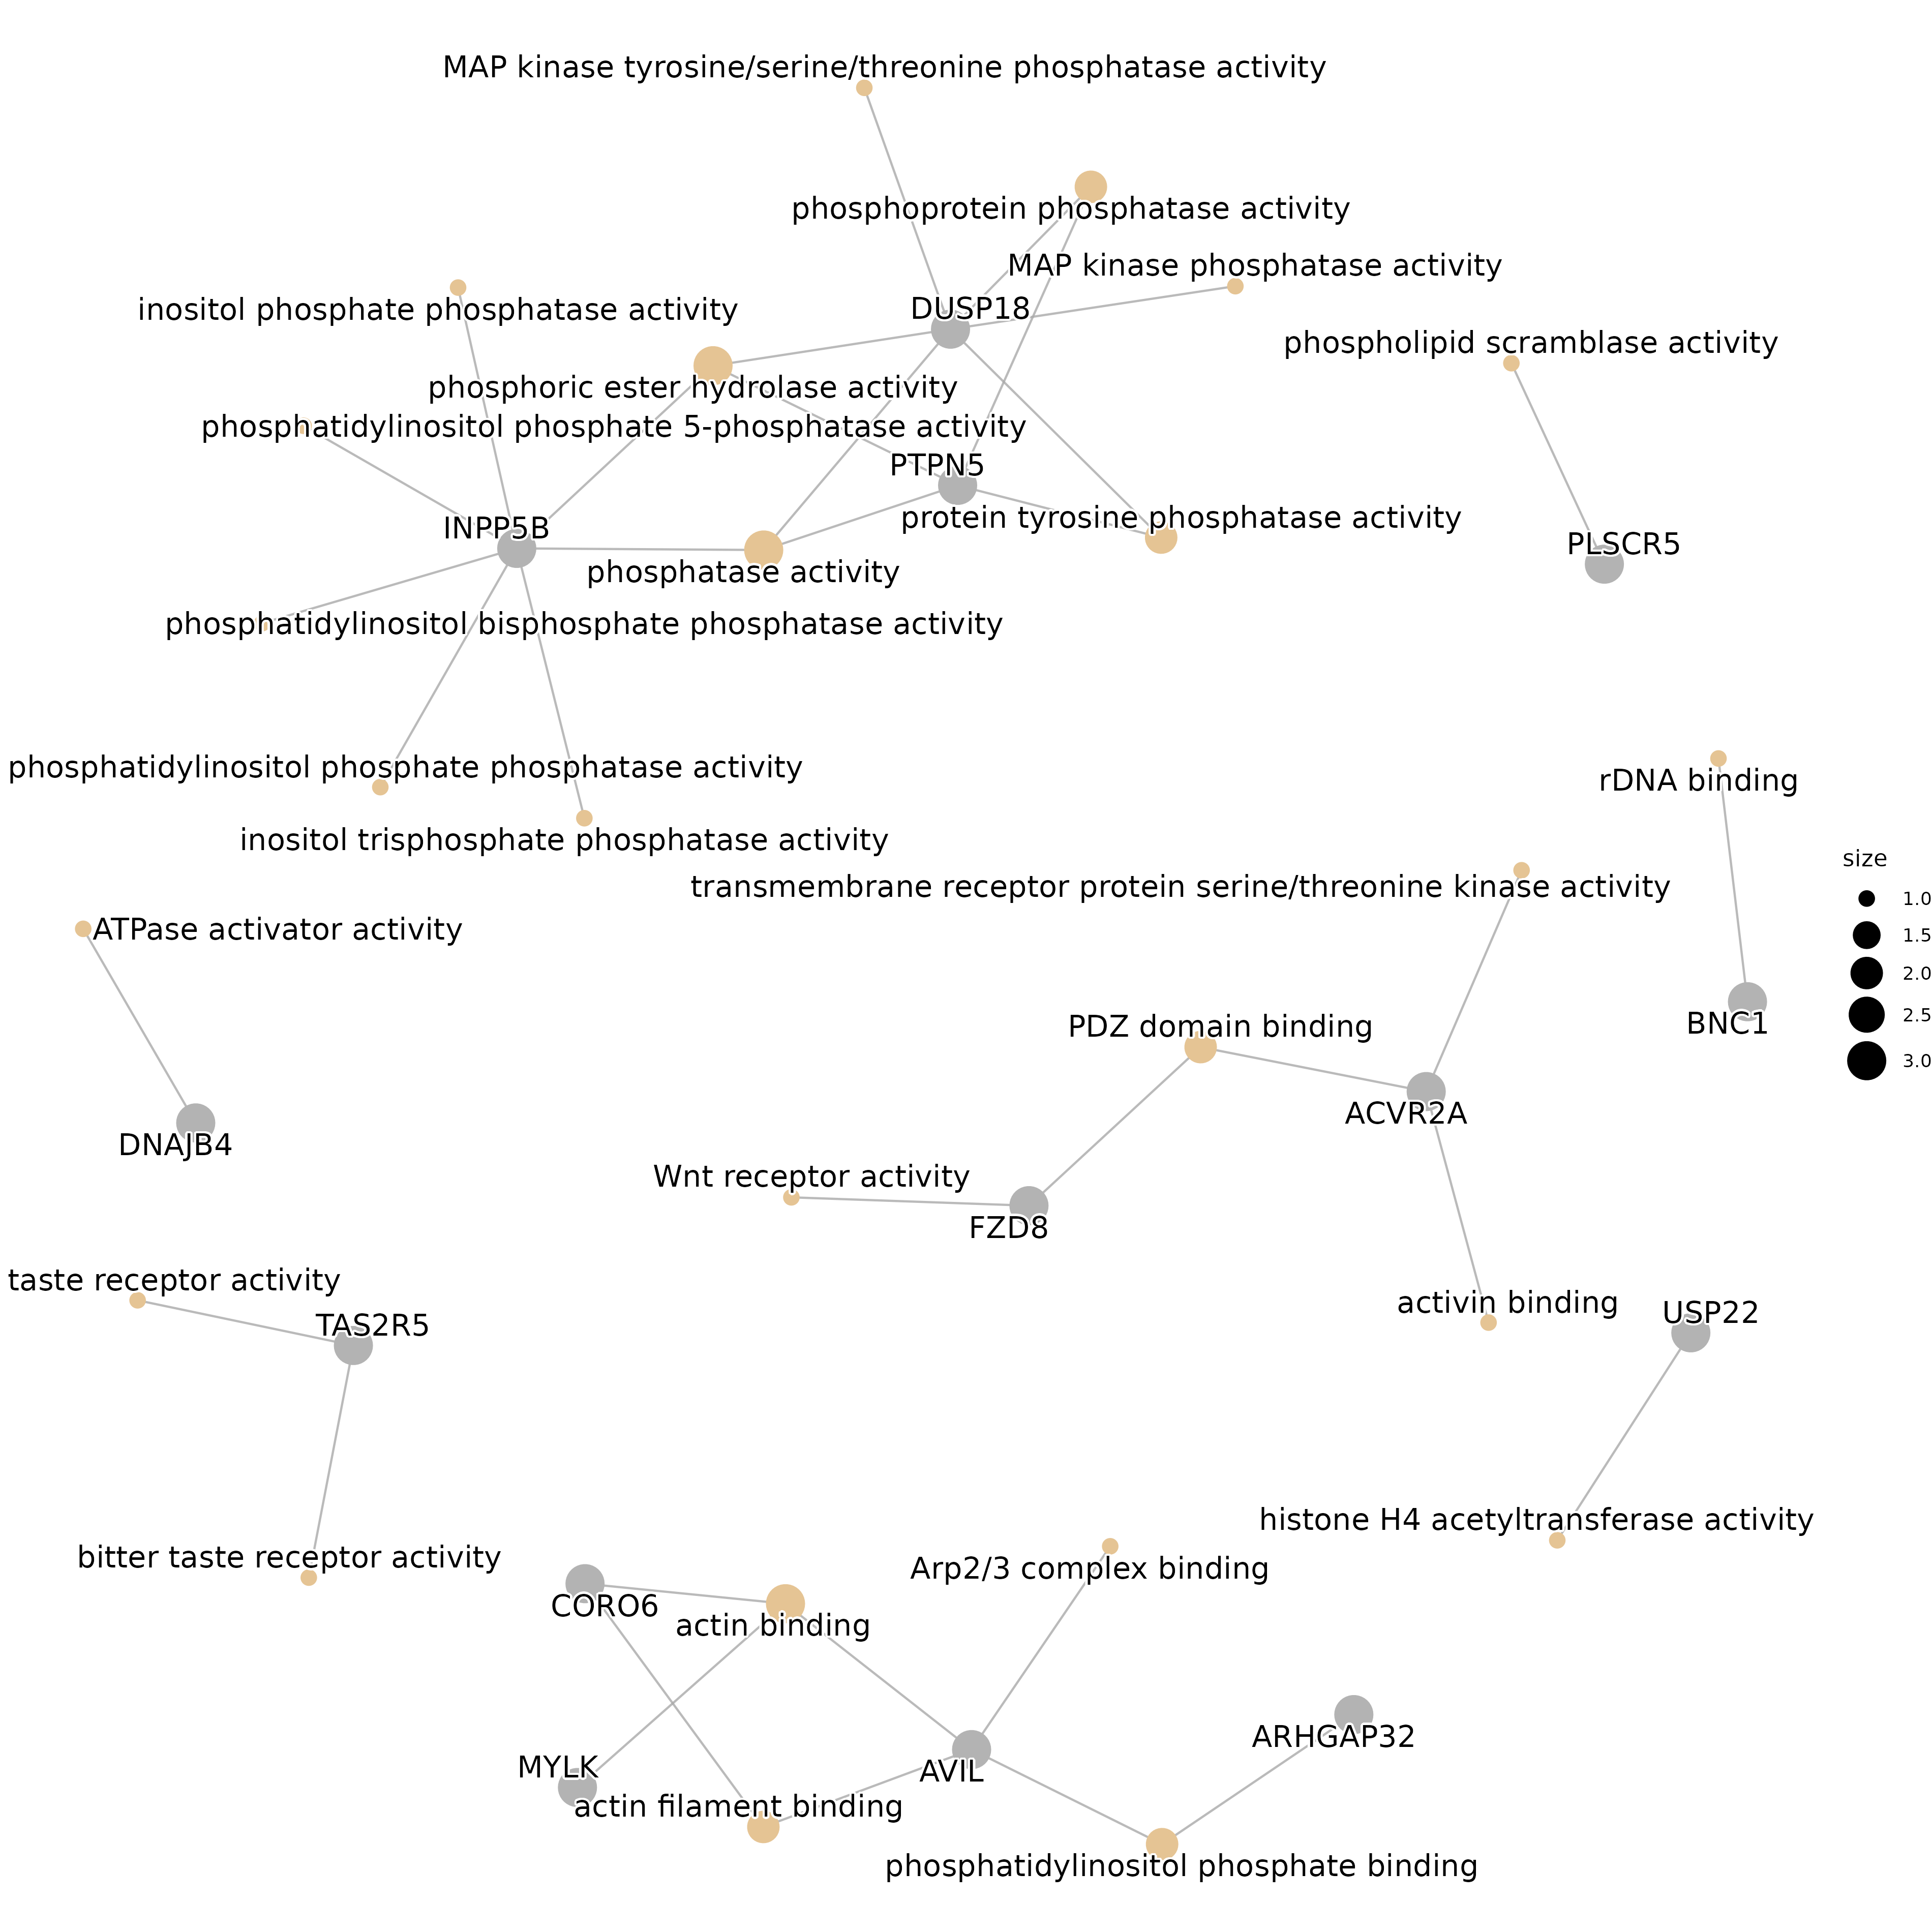 MAP kinase tyrosine/serine/threonine phosphatase activity
phosphoprotein phosphatase activity
MAP kinase phosphatase activity
inositol phosphate phosphatase activity
DUSP18
phospholipid scramblase activity
phosphoric ester hydrolase activity
phosphatidylinositol phosphate 5-phosphatase activity
PTPN5
protein tyrosine phosphatase activity
INPP5B
PLSCR5
phosphatase activity
phosphatidylinositol bisphosphate phosphatase activity
phosphatidylinositol phosphate phosphatase activity
rDNA binding
inositol trisphosphate phosphatase activity
size
transmembrane receptor protein serine/threonine kinase activity
1.0
ATPase activator activity
1.5
2.0
2.5
3.0
PDZ domain binding
BNC1
ACVR2A
DNAJB4
Wnt receptor activity
FZD8
taste receptor activity
activin binding
USP22
TAS2R5
histone H4 acetyltransferase activity
bitter taste receptor activity
Arp2/3 complex binding
CORO6
actin binding
ARHGAP32
MYLK
AVIL
actin filament binding
phosphatidylinositol phosphate binding